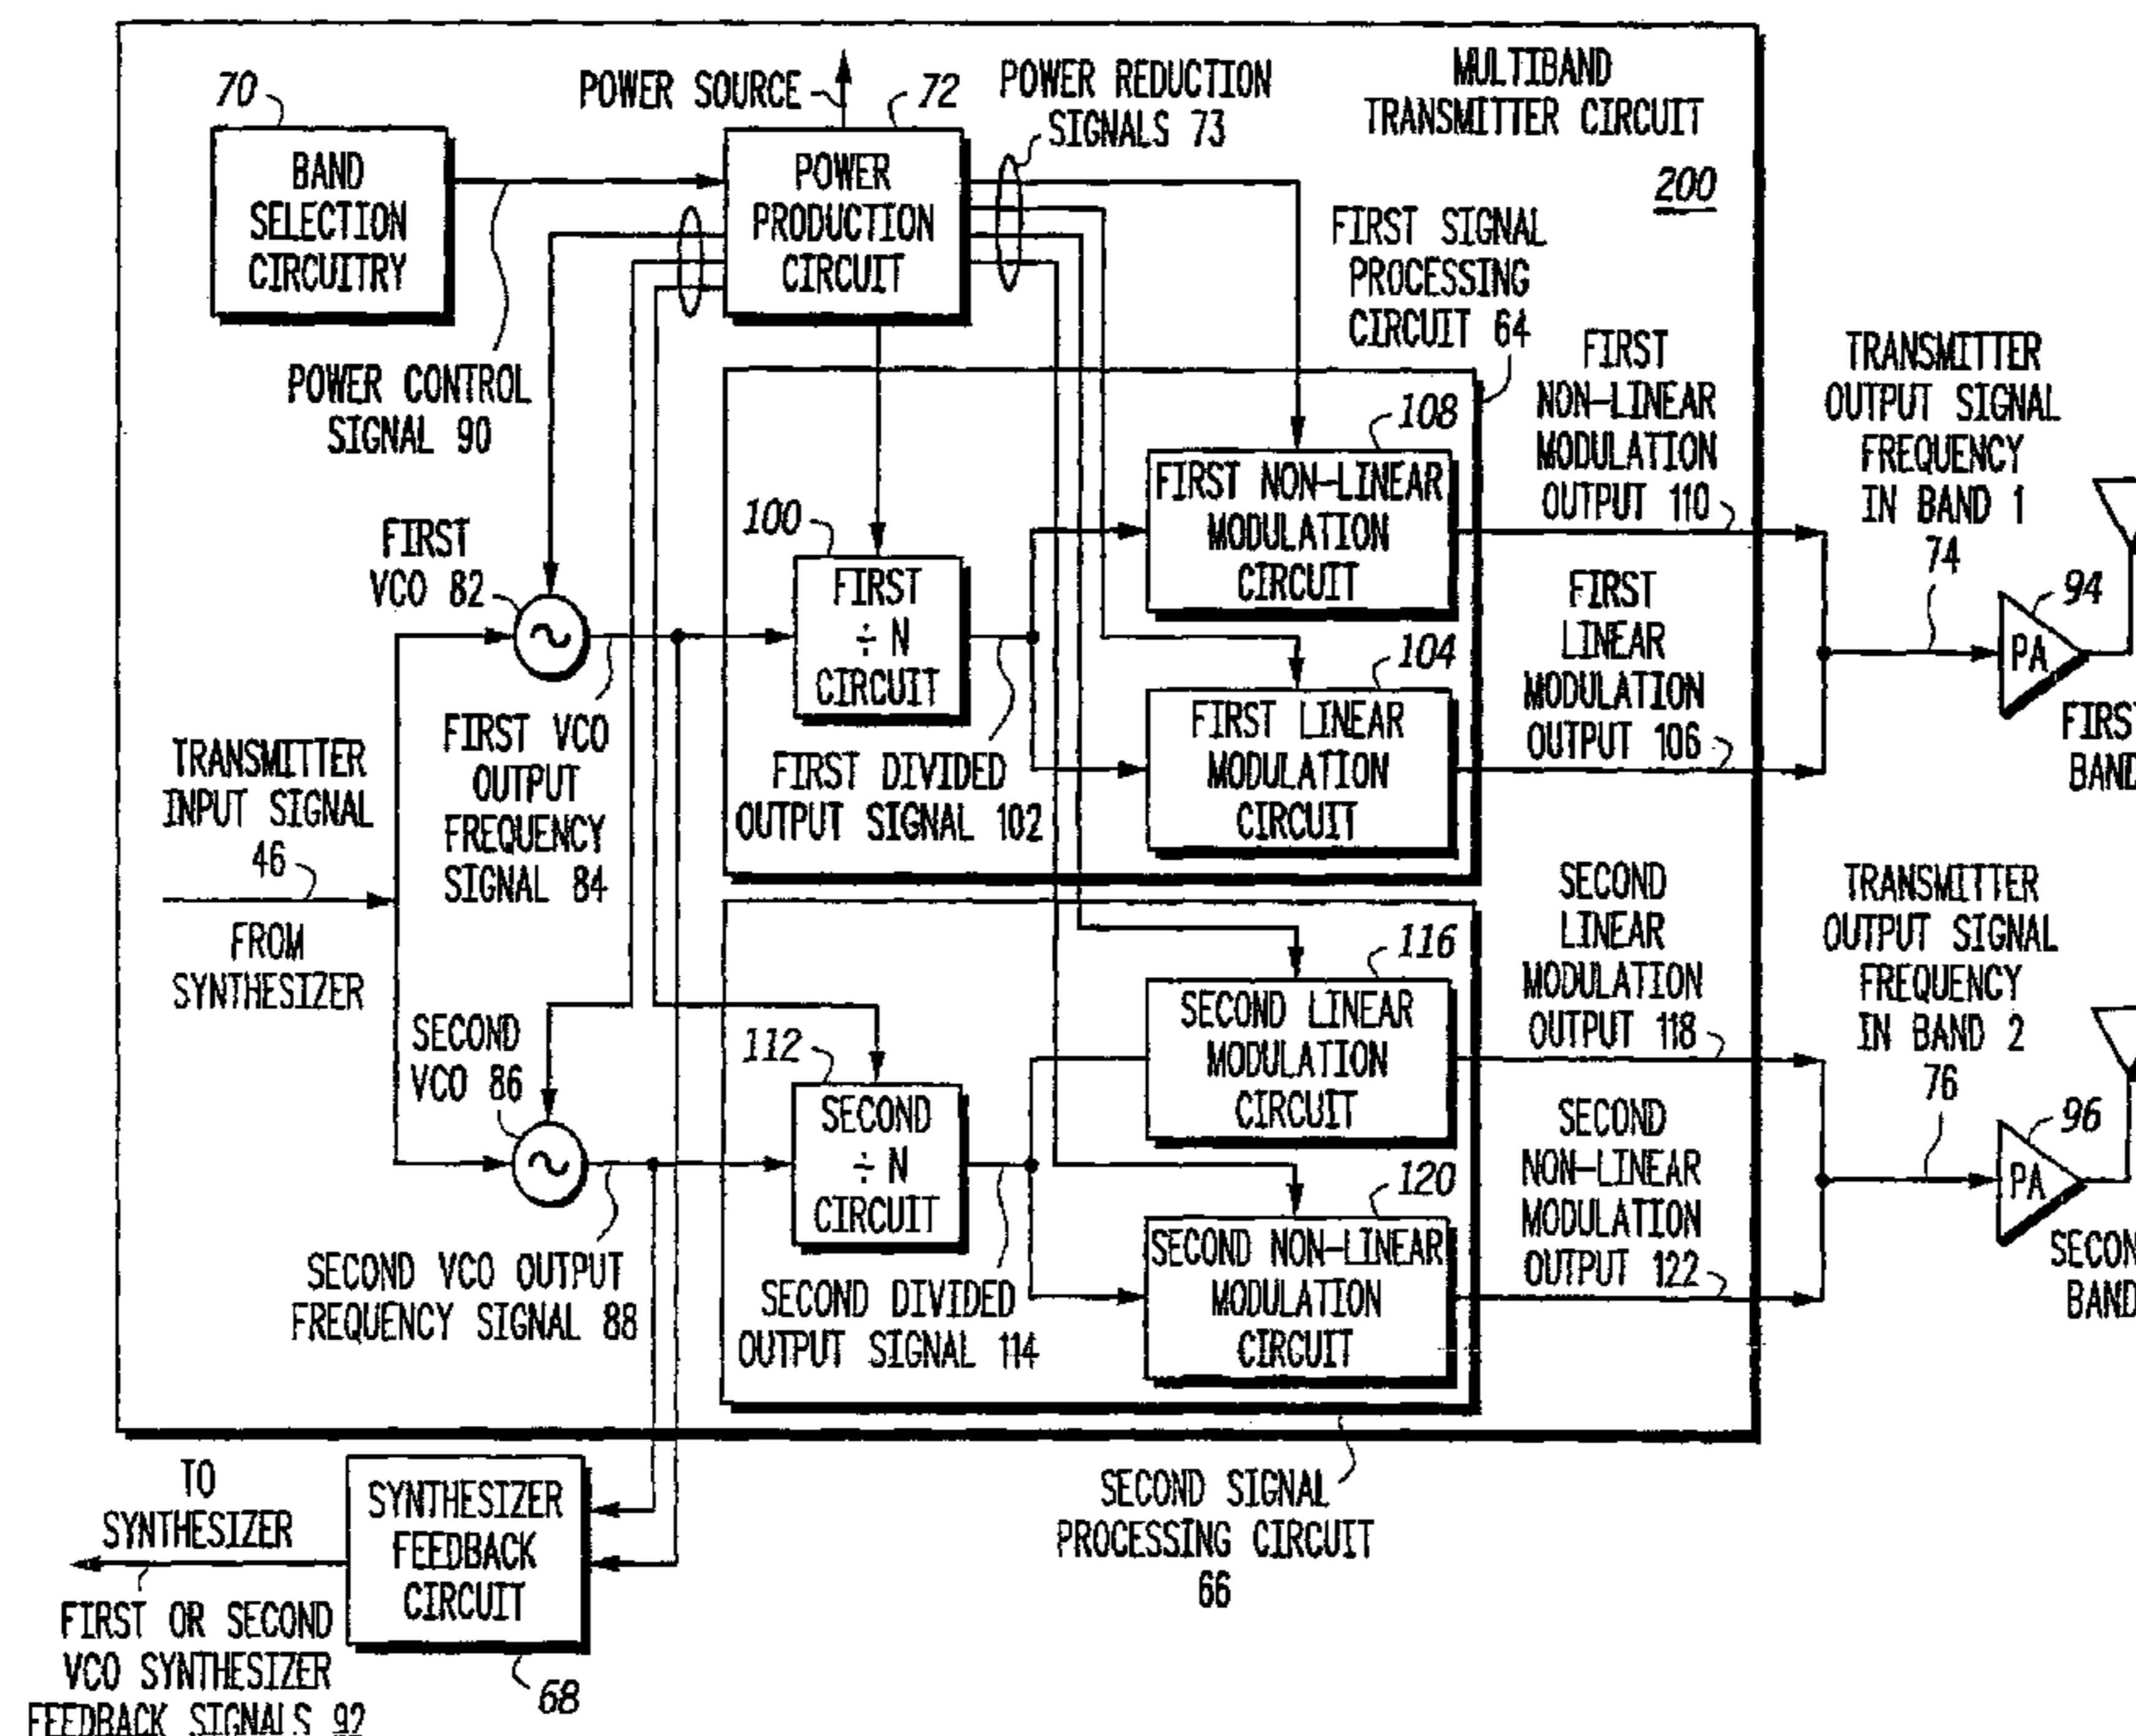 MULTIBAND
TRANSMITTER CIRCUIT
200
70
BAND
SELECTION
CIRCUITRY
POWER SOURCE
72
POWER
PRODUCTION
CIRCUIT
POWER REDUCTION
SIGNALS 73
POWER CONTROL
SIGNAL 90
FIRST SIGNAL
PROCESSING
CIRCUIT 64
FIRST
VCO 82
~
FIRST VCO
OUTPUT
FREQUENCY
SIGNAL 84
100
FIRST
÷ N
CIRCUIT
FIRST DIVIDED
OUTPUT SIGNAL 102
108
FIRST NON-LINEAR
MODULATION
CIRCUIT
104
FIRST LINEAR
MODULATION
CIRCUIT
FIRST
NON-LINEAR
MODULATION
OUTPUT 110
FIRST
LINEAR
MODULATION
OUTPUT 106
TRANSMITTER
OUTPUT SIGNAL
FREQUENCY
IN BAND 1
74
94
PA
FIRST
BAND
TRANSMITTER
INPUT SIGNAL
46
FROM
SYNTHESIZER
SECOND
VCO 86
~
SECOND VCO OUTPUT
FREQUENCY SIGNAL 88
112
SECOND
÷ N
CIRCUIT
SECOND DIVIDED
OUTPUT SIGNAL 114
116
SECOND LINEAR
MODULATION
CIRCUIT
120
SECOND NON-LINEAR
MODULATION
CIRCUIT
SECOND
LINEAR
MODULATION
OUTPUT 118
SECOND
NON-LINEAR
MODULATION
OUTPUT 122
TRANSMITTER
OUTPUT SIGNAL
FREQUENCY
IN BAND 2
76
96
PA
SECON
BAND
SECOND SIGNAL
PROCESSING CIRCUIT
66
TO
SYNTHESIZER
SYNTHESIZER
FEEDBACK
CIRCUIT
68
FIRST OR SECOND
VCO SYNTHESIZER
FEEDBACK SIGNALS 92